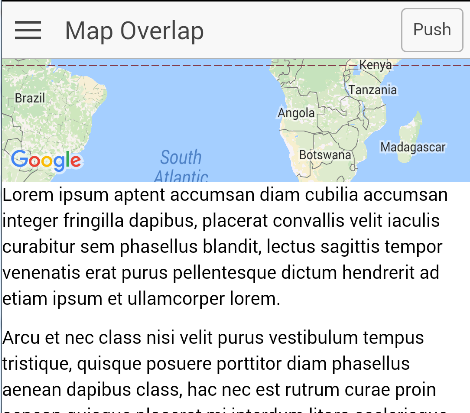 Map Overlap
Push
Kenya
Brazil
Tanzania
Angola
Botswana
Madagascar
Google
South
Atlantic
Lorem ipsum aptent accumsan diam cubilia accumsan
integer fringilla dapibus, placerat convallis velit iaculis
curabitur sem phasellus blandit, lectus sagittis tempor
venenatis erat purus pellentesque dictum hendrerit ad
etiam ipsum et ullamcorper lorem.
Arcu et nec class nisi velit purus vestibulum tempus
tristique, quisque posuere porttitor diam phasellus
aenean dapibus class, hac nec est rutrum curae proin